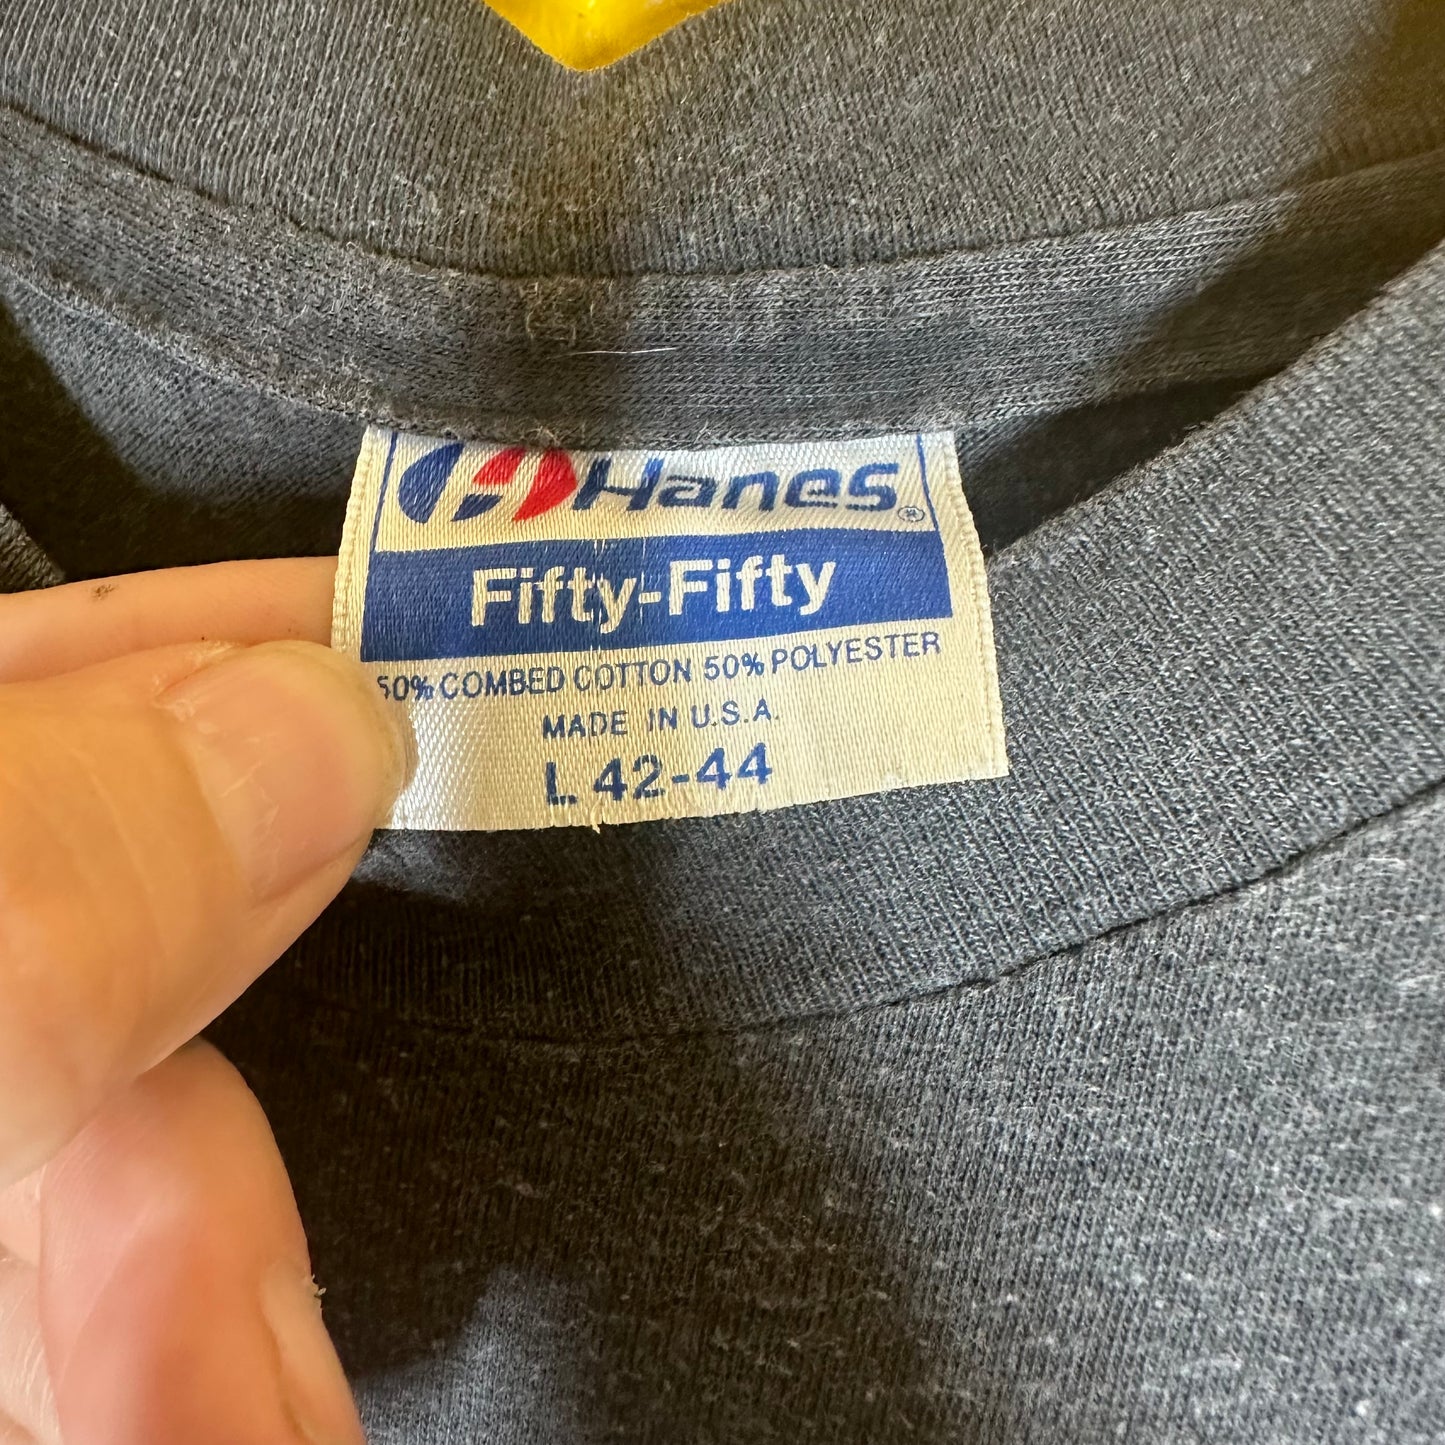 Hanes®
Fifty-Fifty
50% COMBED COTTON 50% POLYESTER
MADE IN U.S.A.
L 42-44